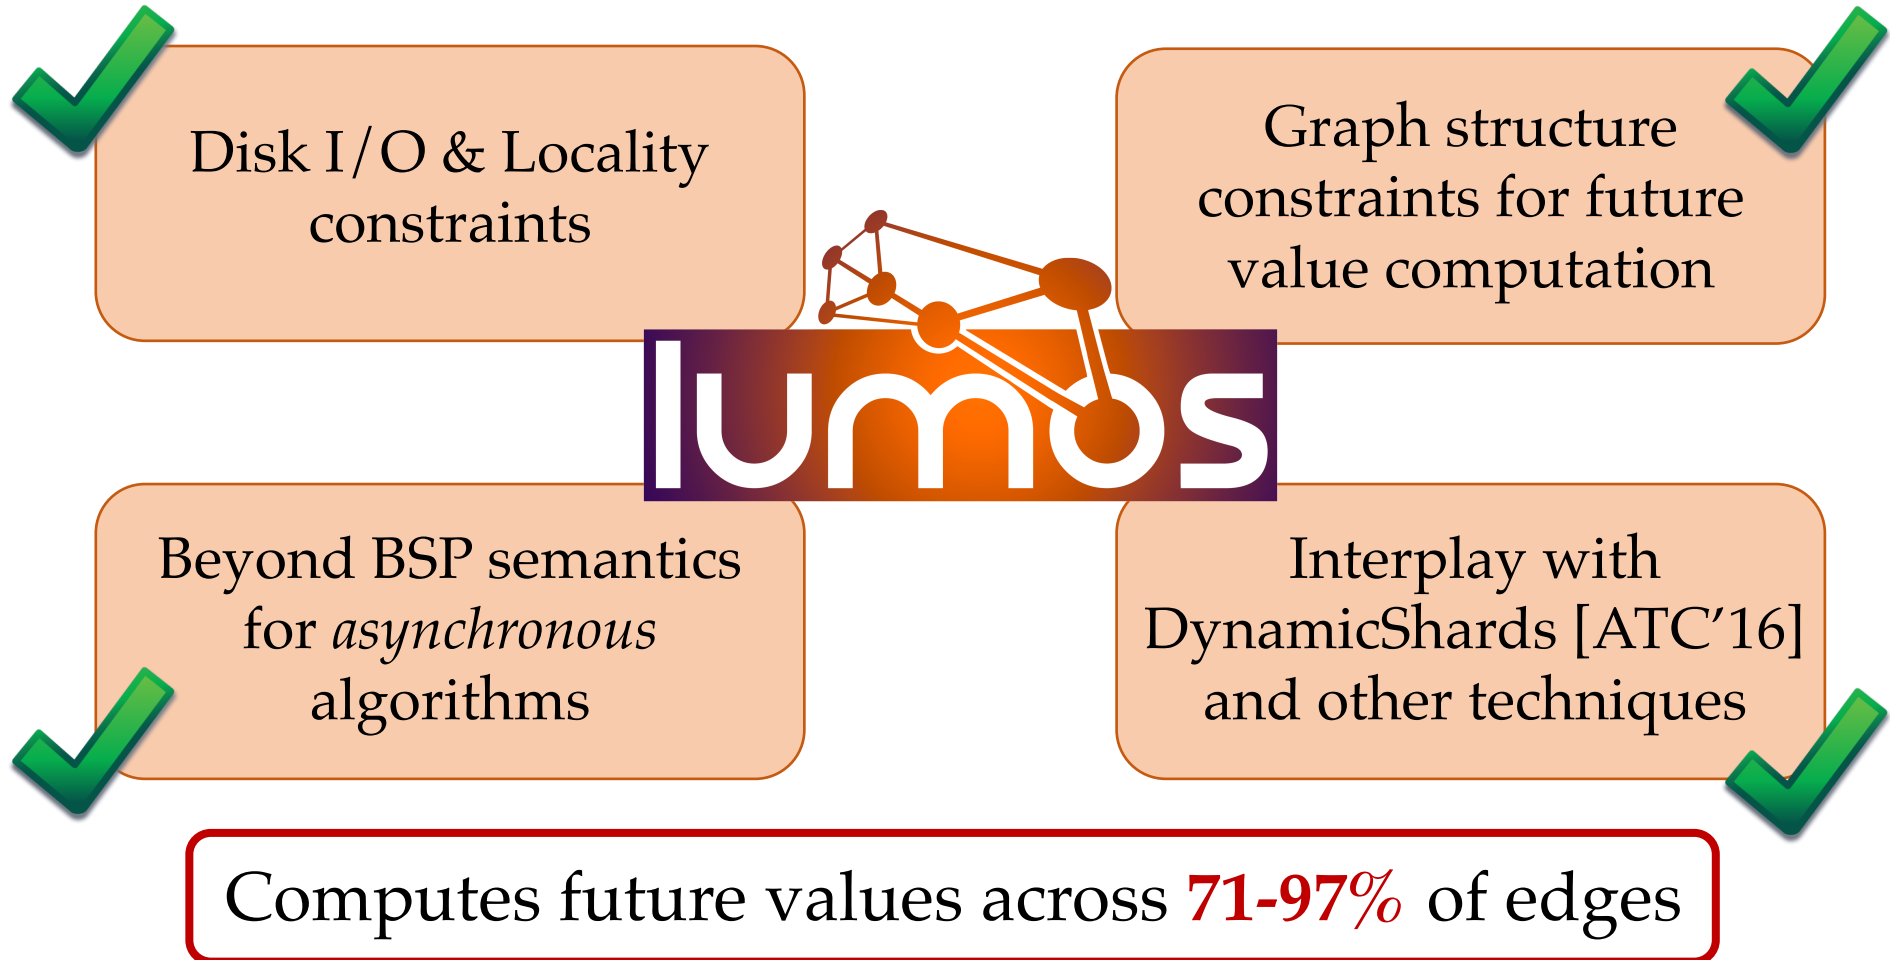 Disk I/O & Locality
constraints
Graph structure
constraints for future
value computation
lumos
Beyond BSP semantics
for asynchronous
algorithms
Interplay with
DynamicShards [ATC’16]
and other techniques
Computes future values across 71-97% of edges